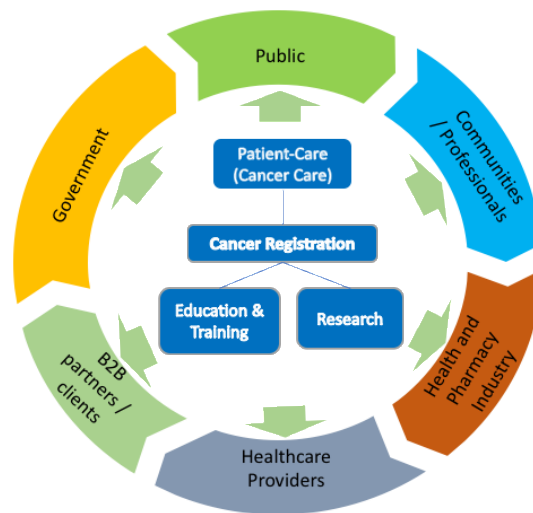 Public
Communities
/ Professionals
Government
Patient-Care
(Cancer Care)
Cancer Registration
Education &
Training
Research
Health and
Pharmacy
Industry
B2B
partners /
clients
Healthcare
Providers